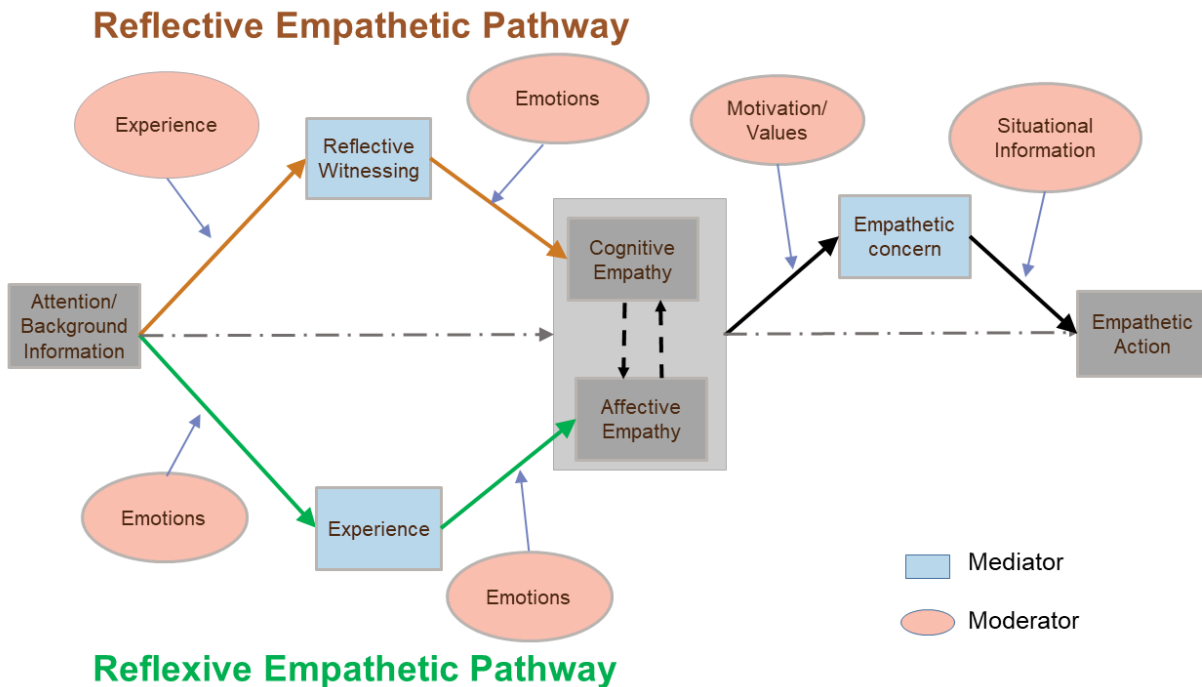 Reflective Empathetic Pathway
Experience
Emotions
Motivation/
Values
Situational
Information
Reflective
Witnessing
Cognitive
Empathy
Empathetic
concern
Attention/
Background
Information
Empathetic
Action
Affective
Empathy
Emotions
Experience
Emotions
Mediator
Moderator
Reflexive Empathetic Pathway